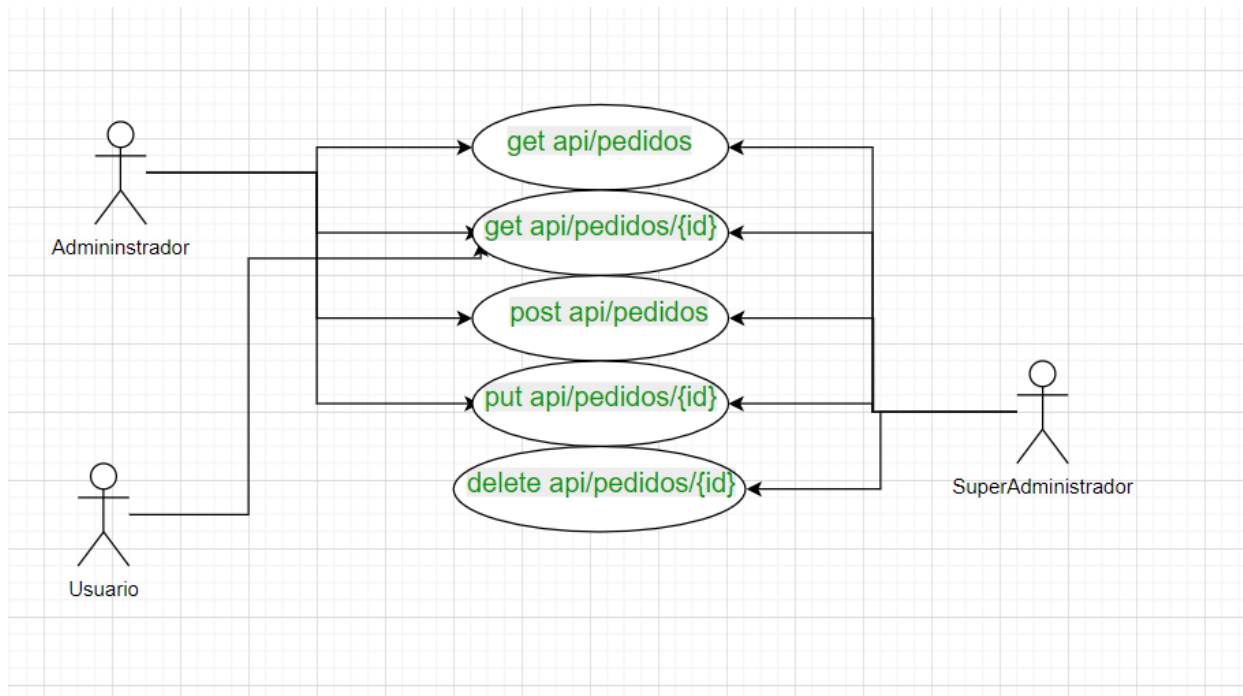 get api/pedidos
get api/pedidos/{id}
Admininstrador
post api/pedidos
put api/pedidos/{id}
delete api/pedidos/{id}
SuperAdministrador
Usuario